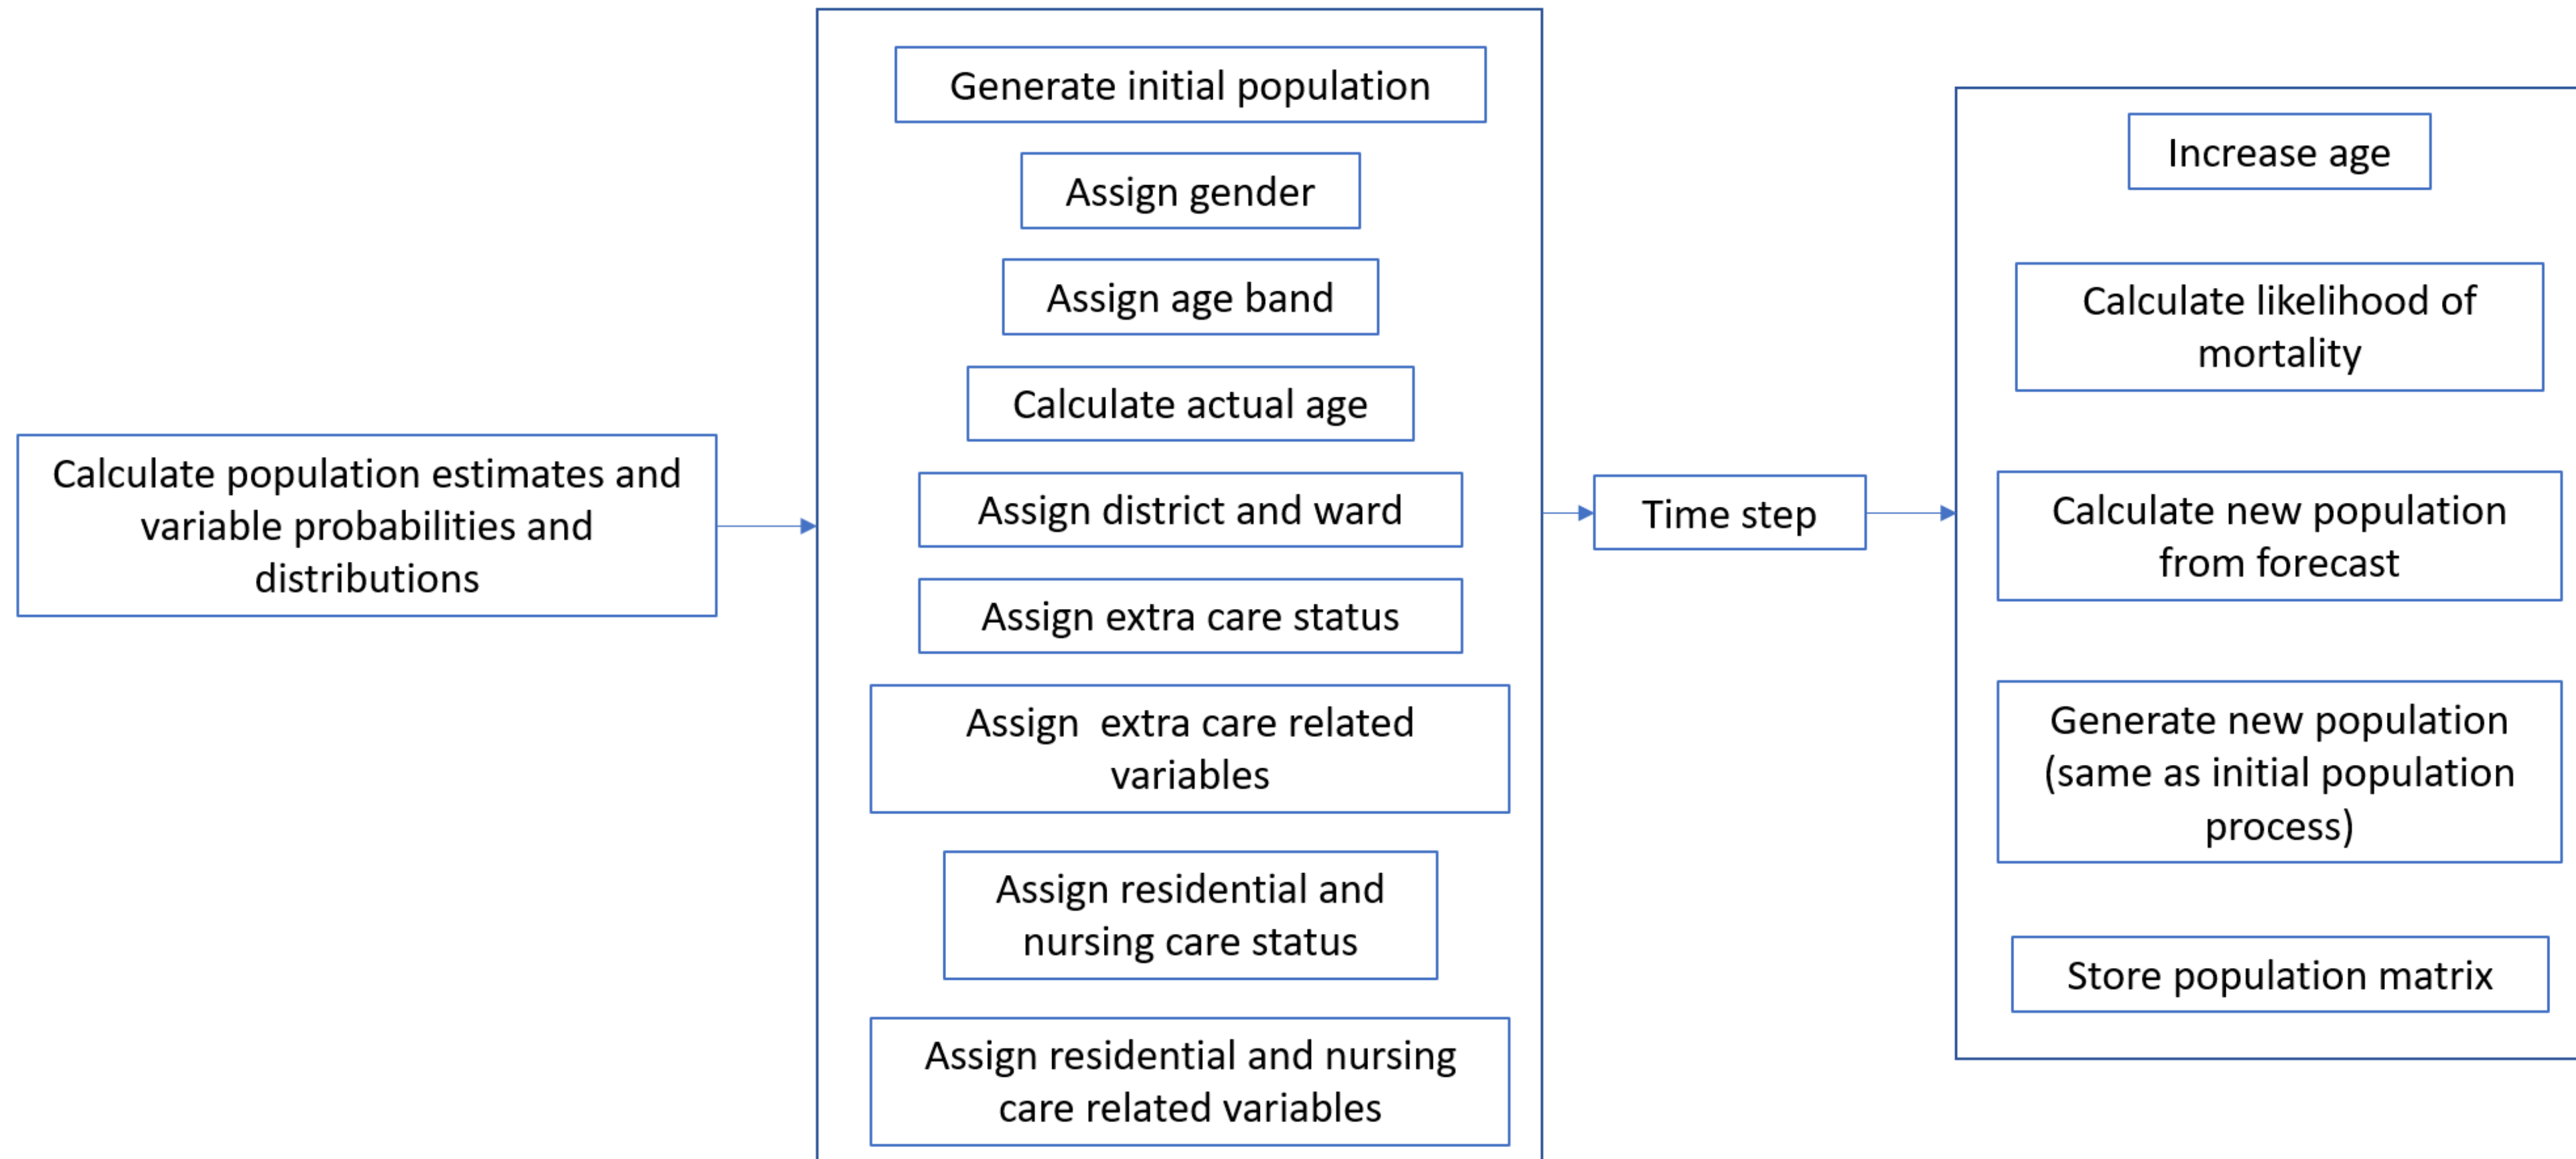 Calculate population estimates and
variable probabilities and
distributions
Generate initial population
Assign gender
Assign age band
Calculate actual age
Assign district and ward
Assign extra care status
Assign  extra care related
variables
Assign residential and
nursing care status
Assign residential and nursing
care related variables
Time step
Increase age
Calculate likelihood of
mortality
Calculate new population
from forecast
Generate new population
(same as initial population
process)
Store population matrix